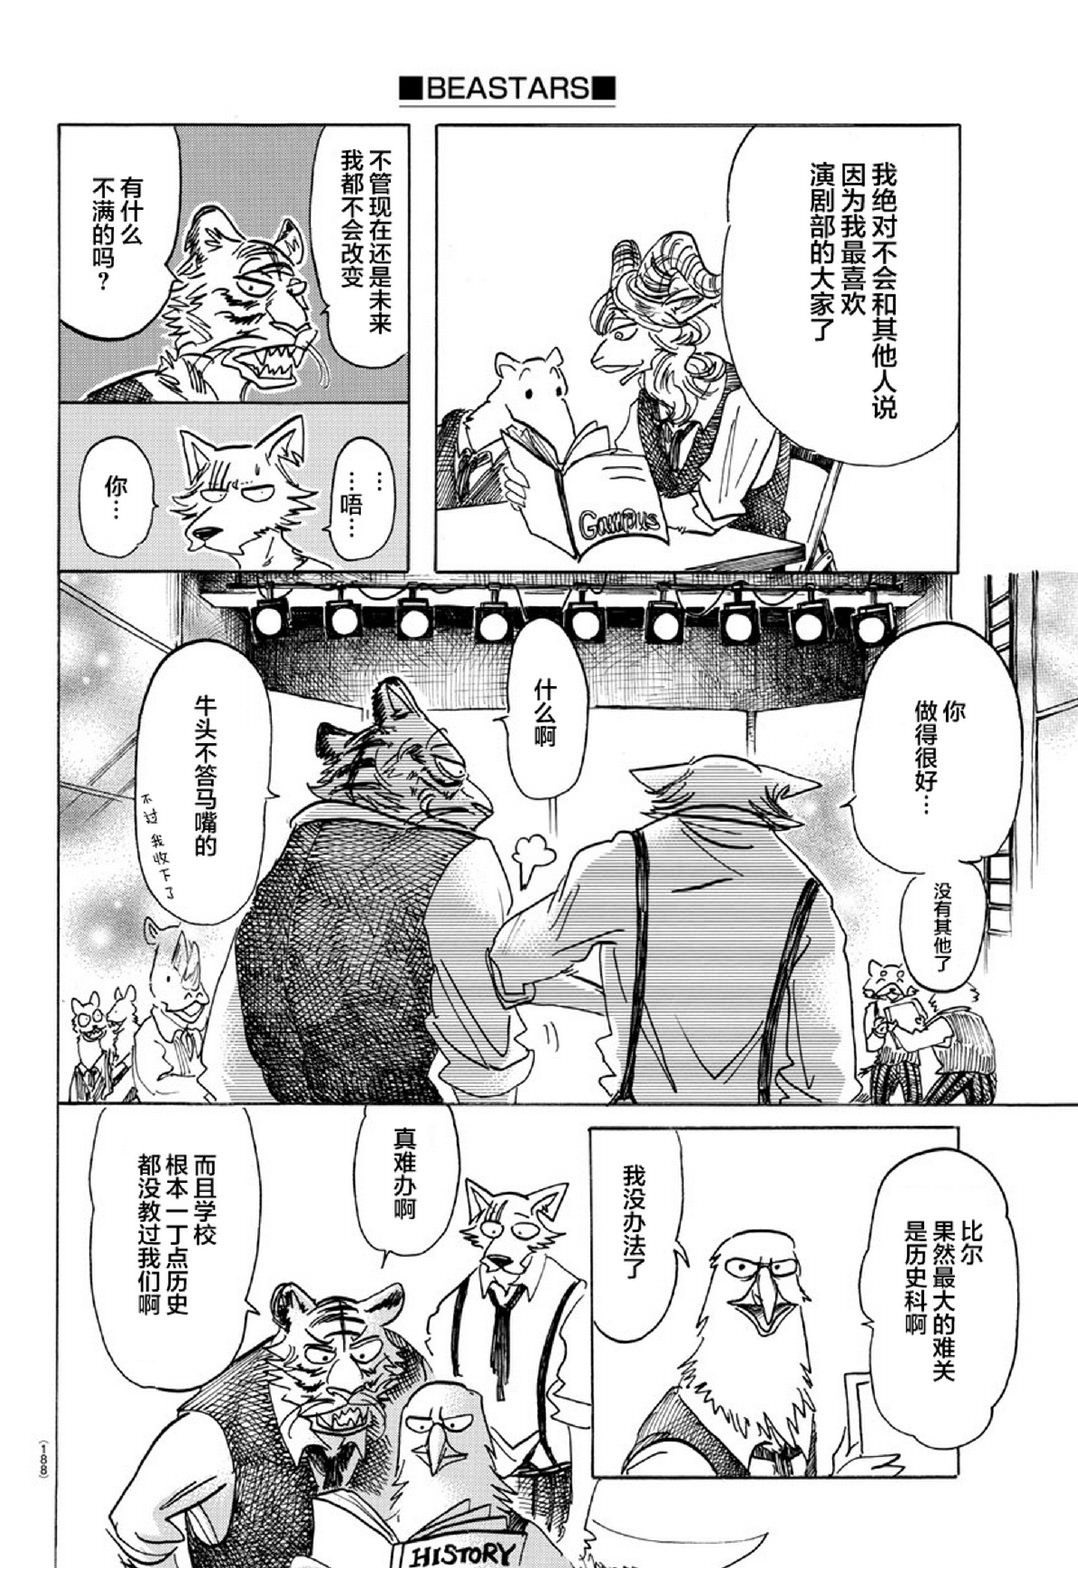 ■BEASTARS■
我绝对不会和其他人说
因为我最喜欢
演剧部的大家了
Gampus
不管现在还是未来
我都不会改变
有什么
不满的吗？
…
唔…
你…
你
做得很好…
没有其他了
什么啊
牛头不答马嘴的
不过我收下了
比尔
果然最大的难关
是历史科啊
我没办法了
真难办啊
而且学校
根本一丁点历史
都没教过我们啊
HISTORY
(188)